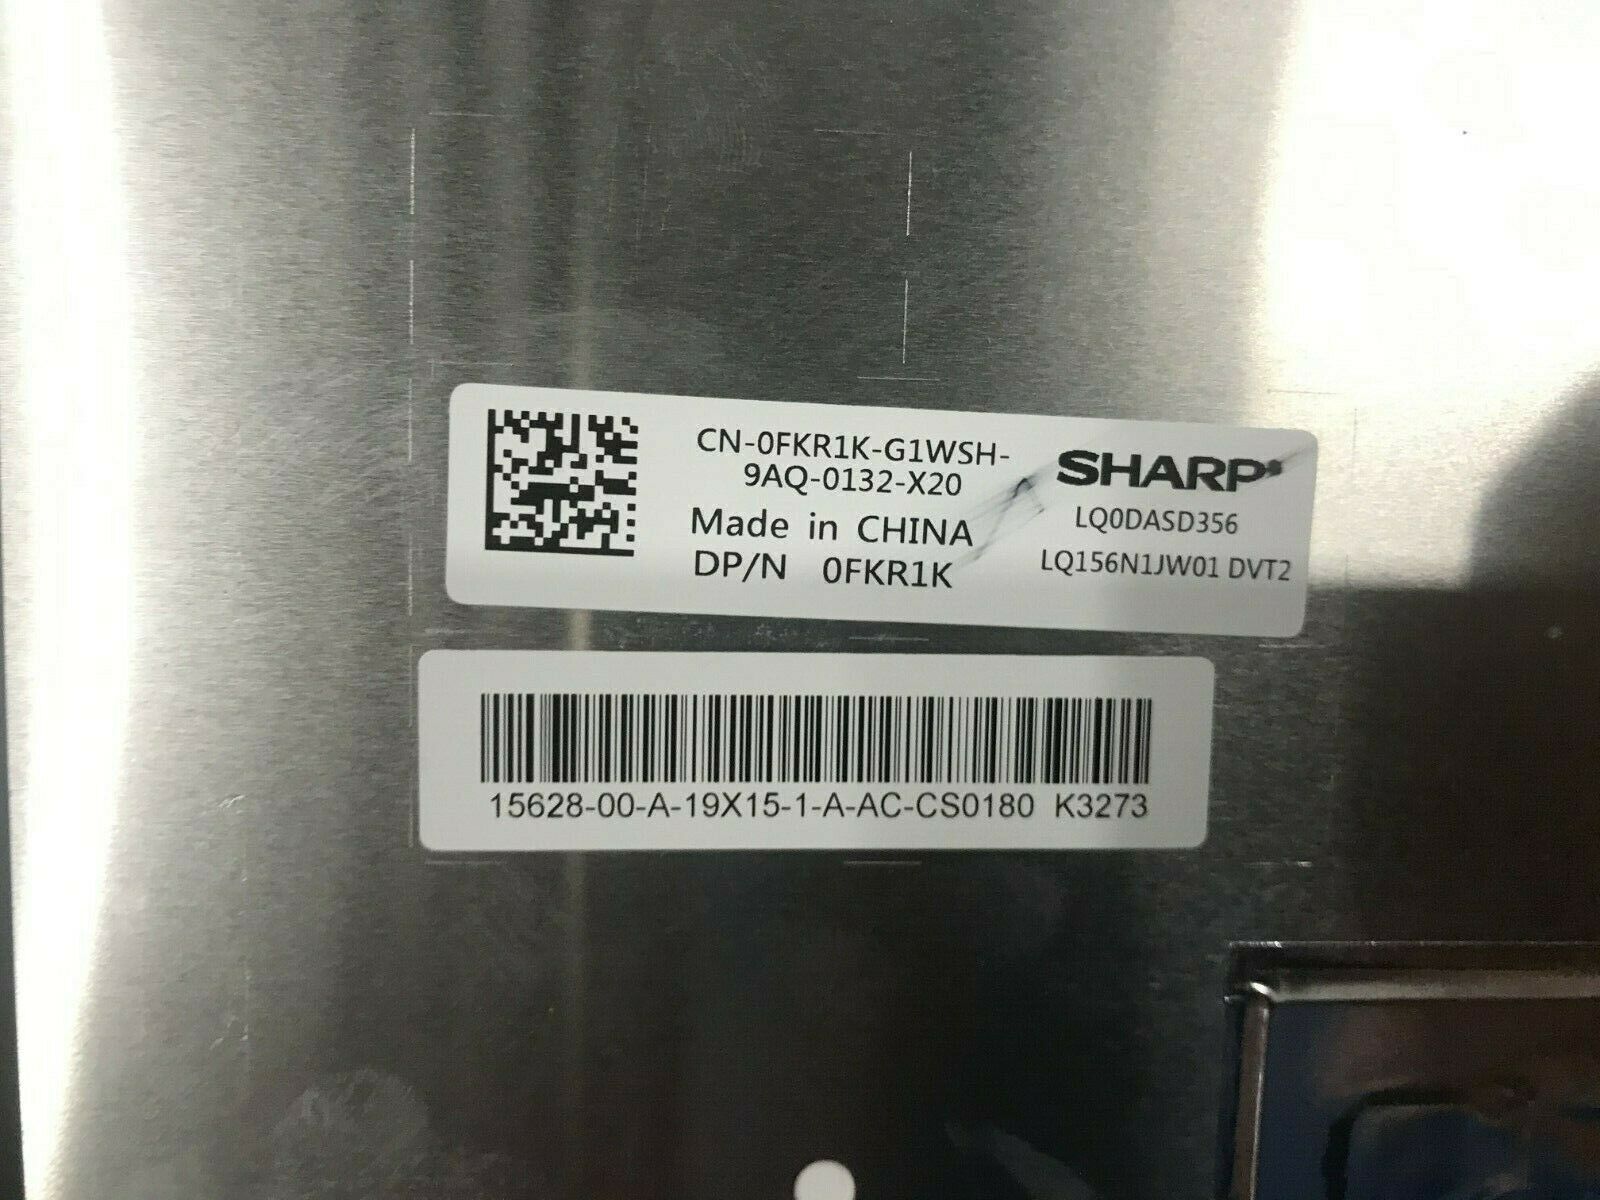 CN-0FKR1K-G1WSH-
9AQ-0132-X20
Made in CHINA
DP/N 0FKR1K
SHARP
LQ0DASD356
LQ156N1JW01 DVT2
15628-00-A-19X15-1-A-AC-CS0180 K3273